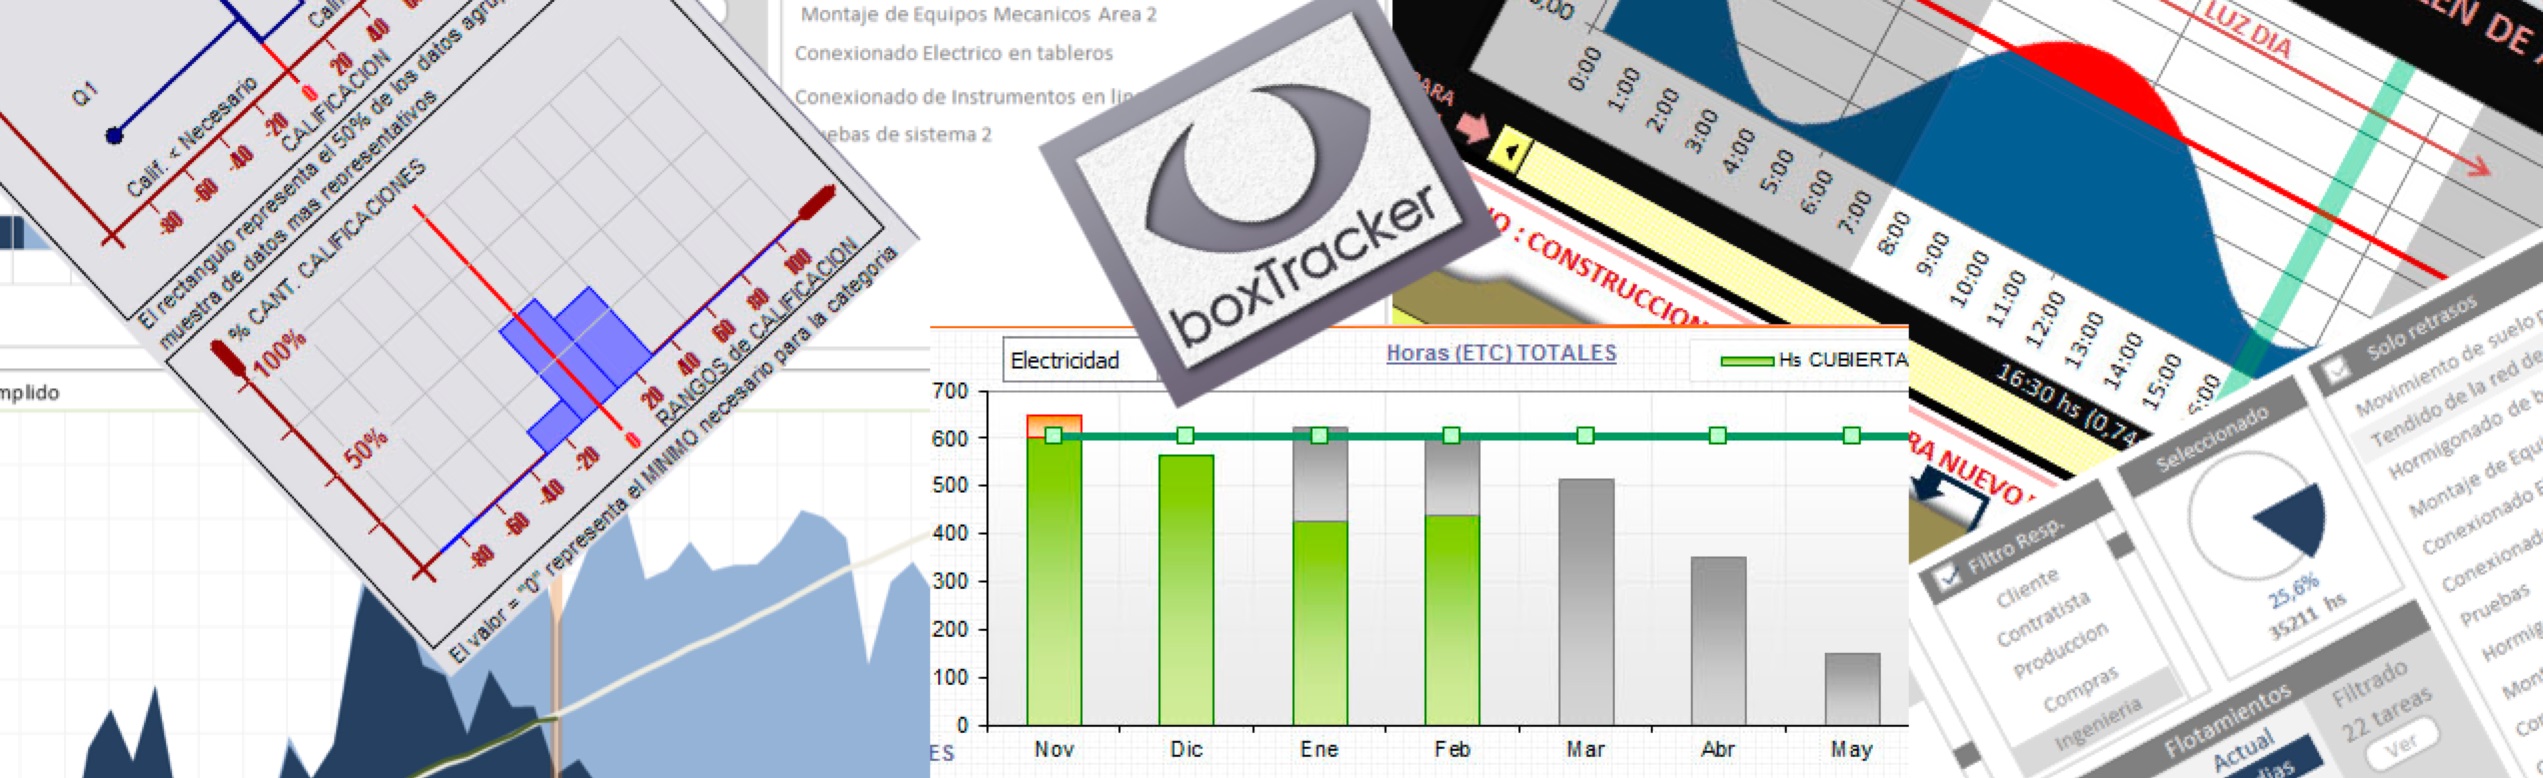 Q1
Calif. < Necesario
-80
-60
-40
-20
0
20
40
CALIFICACION
El rectangulo representa el 50% de los datos
muestra de datos mas representativos
% CANT. CALIFICACIONES
100%
50%
-80
-60
-40
-20
0
20
40
60
80
100
RANGOS de CALIFICACION
El valor = "0" representa el MINIMO necesario para la categoria
mplido
Montaje de Equipos Mecanicos Area 2
Conexionado Electrico en tableros
Conexionado de Instrumentos en
uebas de sistema 2
boxTracker
Electricidad
Horas (ETC) TOTALES
Hs CUBIERTA
700
600
500
400
300
200
100
0
Nov
Dic
Ene
Feb
Mar
Abr
May
ES
LUZ DIA
EN DE
PARA
0:00
1:00
2:00
3:00
4:00
5:00
6:00
7:00
8:00
9:00
10:00
11:00
12:00
13:00
14:00
15:00
6:00
16:30 hs (0,74
O : CONSTRUCCION
RA NUEVO
Filtro Resp.
Cliente
Contratista
Produccion
Compras
Ingenieria
Seleccionado
25,6%
35211 hs
Solo retrasos
Movimiento de suelo
Tendido de la red de
Hormigonado de
Montaje de Equi
Conexionado
Conexionad
Pruebas
Hormig
Mont
Flotamientos
Actual
dias
Filtrado
22 tareas
Ver